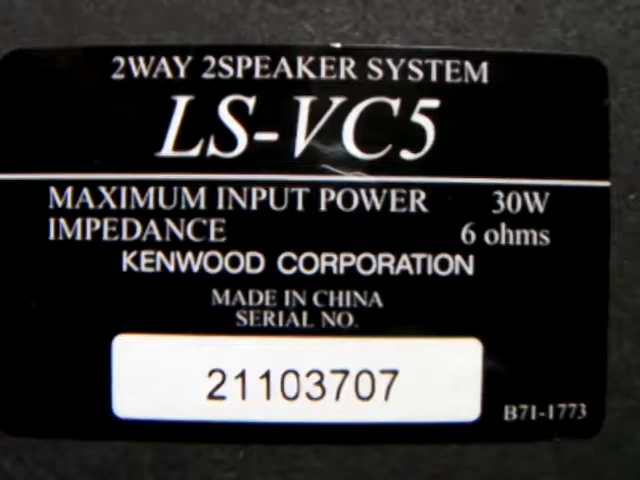 2WAY 2SPEAKER SYSTEM
LS-VC5
MAXIMUM INPUT POWER 30W
IMPEDANCE 6 ohms
KENWOOD CORPORATION
MADE IN CHINA
SERIAL NO.
21103707
B71-1773